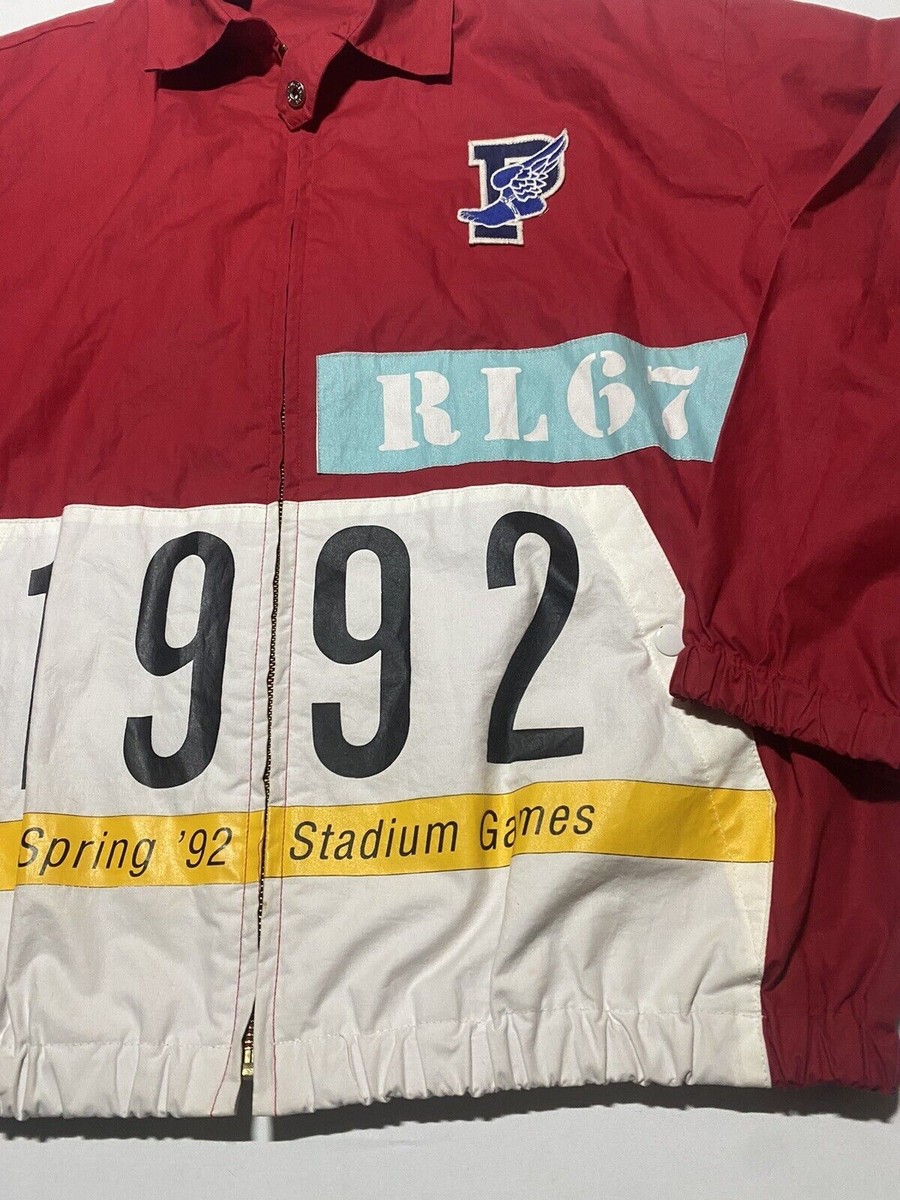 P
RL67
1992
Spring '92 Stadium Games